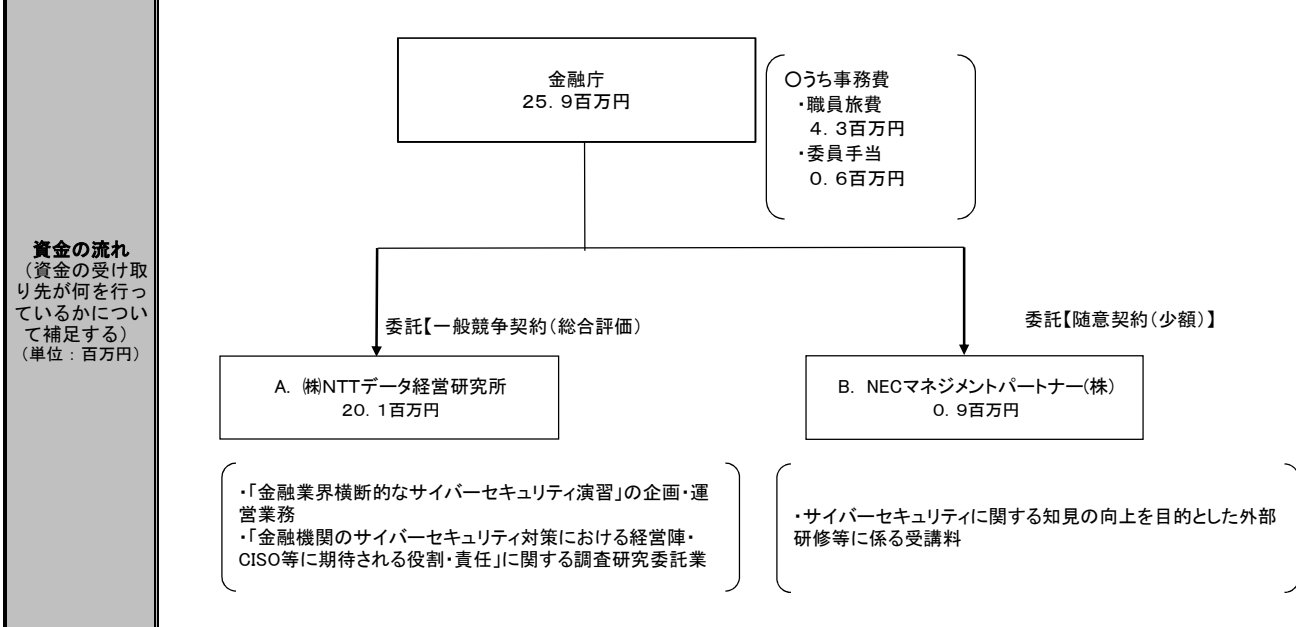 資金の流れ
（資金の受け取
り先が何を行っ
ているかについ
て補足する）
（単位：百万円）
金融庁
２５．９百万円
○うち事務費
・職員旅費
４．３百万円
・委員手当
０．６百万円
委託【一般競争契約（総合評価）
委託【随意契約（少額）】
A. ㈱NTTデータ経営研究所
２０．１百万円
B. NECマネジメントパートナー(株)
０．９百万円
・「金融業界横断的なサイバーセキュリティ演習」の企画・運
営業務
・「金融機関のサイバーセキュリティ対策における経営陣・
CISO等に期待される役割・責任」に関する調査研究委託業
・サイバーセキュリティに関する知見の向上を目的とした外部
研修等に係る受講料